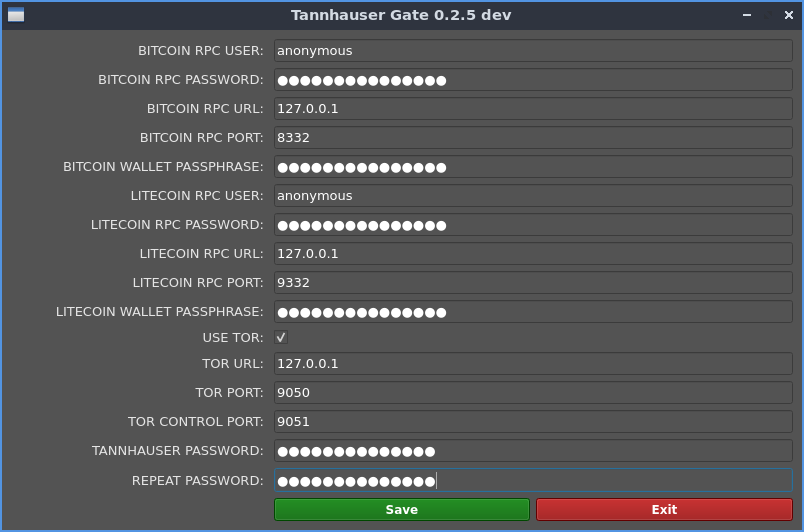 Tannhauser Gate 0.2.5 dev
BITCOIN RPC USER: anonymous
BITCOIN RPC PASSWORD: ●●●●●●●●●●●●●●●
BITCOIN RPC URL: 127.0.0.1
BITCOIN RPC PORT: 8332
BITCOIN WALLET PASSPHRASE: ●●●●●●●●●●●●●●●
LITECOIN RPC USER: anonymous
LITECOIN RPC PASSWORD: ●●●●●●●●●●●●●●●
LITECOIN RPC URL: 127.0.0.1
LITECOIN RPC PORT: 9332
LITECOIN WALLET PASSPHRASE: ●●●●●●●●●●●●●●●
USE TOR: ✓
TOR URL: 127.0.0.1
TOR PORT: 9050
TOR CONTROL PORT: 9051
TANNHAUSER PASSWORD: ●●●●●●●●●●●●●●
REPEAT PASSWORD: ●●●●●●●●●●●●●●
Save Exit